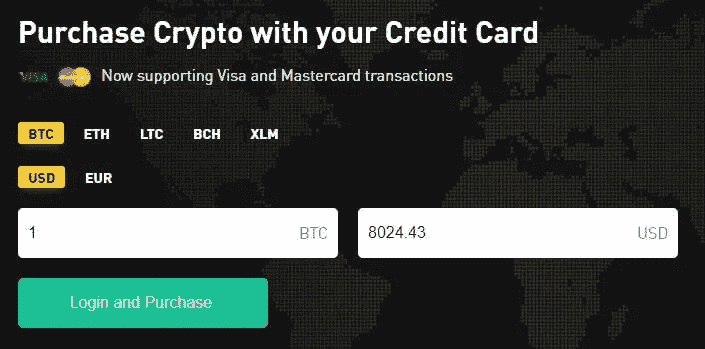 Purchase Crypto with your Credit Card
VISA Now supporting Visa and Mastercard transactions
BTC ETH LTC BCH XLM
USD EUR
1 BTC 8024.43 USD
Login and Purchase